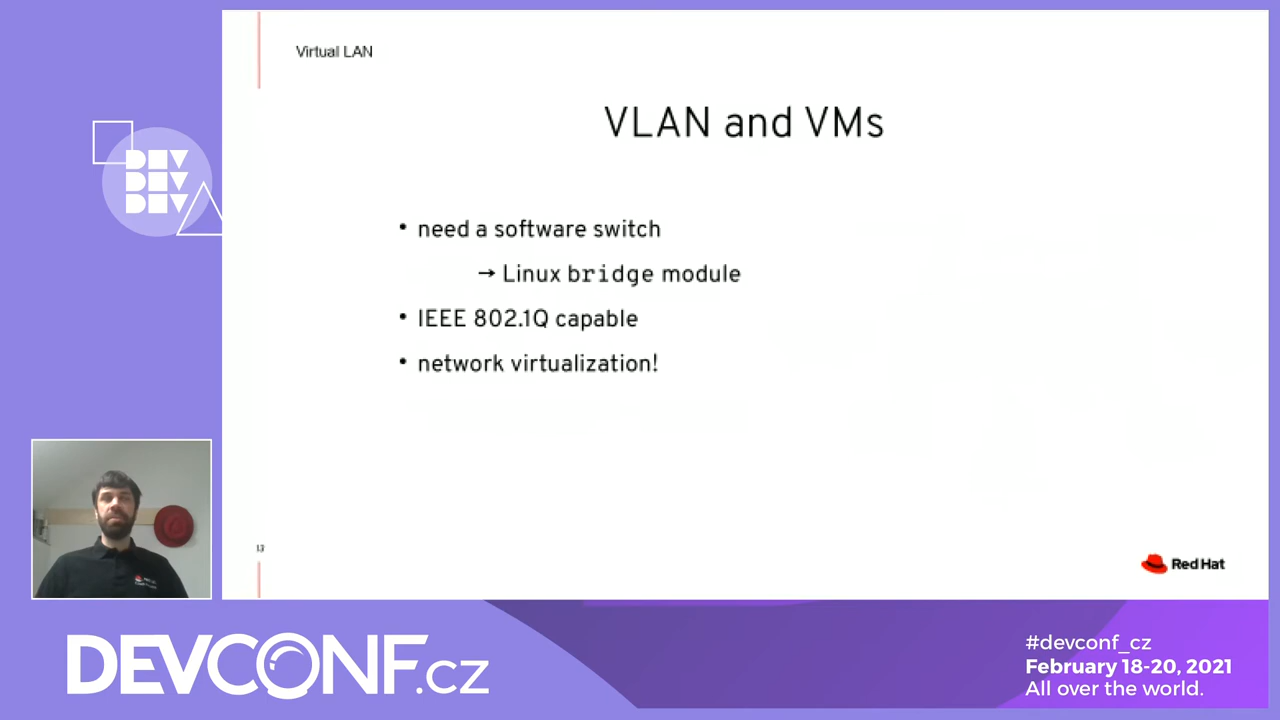 Virtual LAN
VLAN and VMs
• need a software switch
→ Linux bridge module
• IEEE 802.1Q capable
• network virtualization!
13
Red Hat
DEV
DEV
DEV
DEVCONF.cz
#devconf_cz
February 18-20, 2021
All over the world.